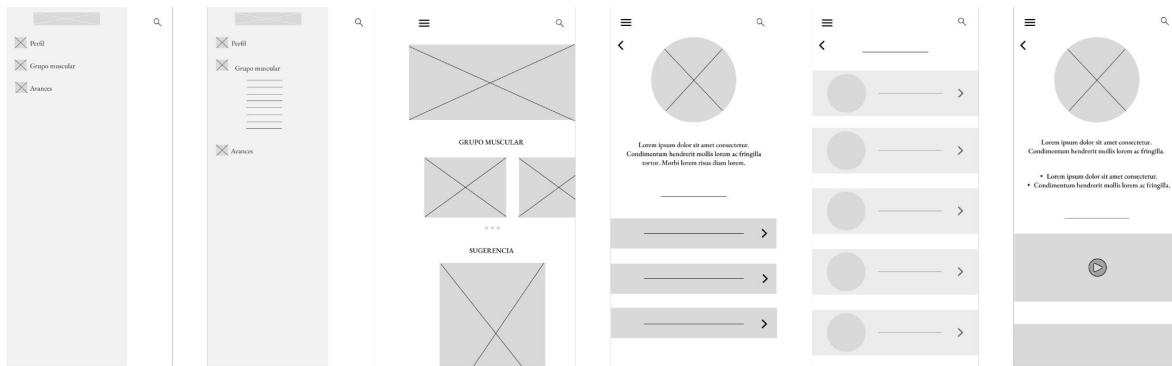 Perfil
Grupo muscular
Avances
Perfil
Grupo muscular
Avances
GRUPO MUSCULAR
SUGERENCIA
Lorem ipsum dolor sit amet consectetur.
Condimentum hendrerit mollis lorem ac fringilla
tortor. Morbi lorem risus diam lorem.
Lorem ipsum dolor sit amet consectetur.
Condimentum hendrerit mollis lorem ac fringilla.
• Lorem ipsum dolor sit amet consectetur.
• Condimentum hendrerit mollis lorem ac fringilla.